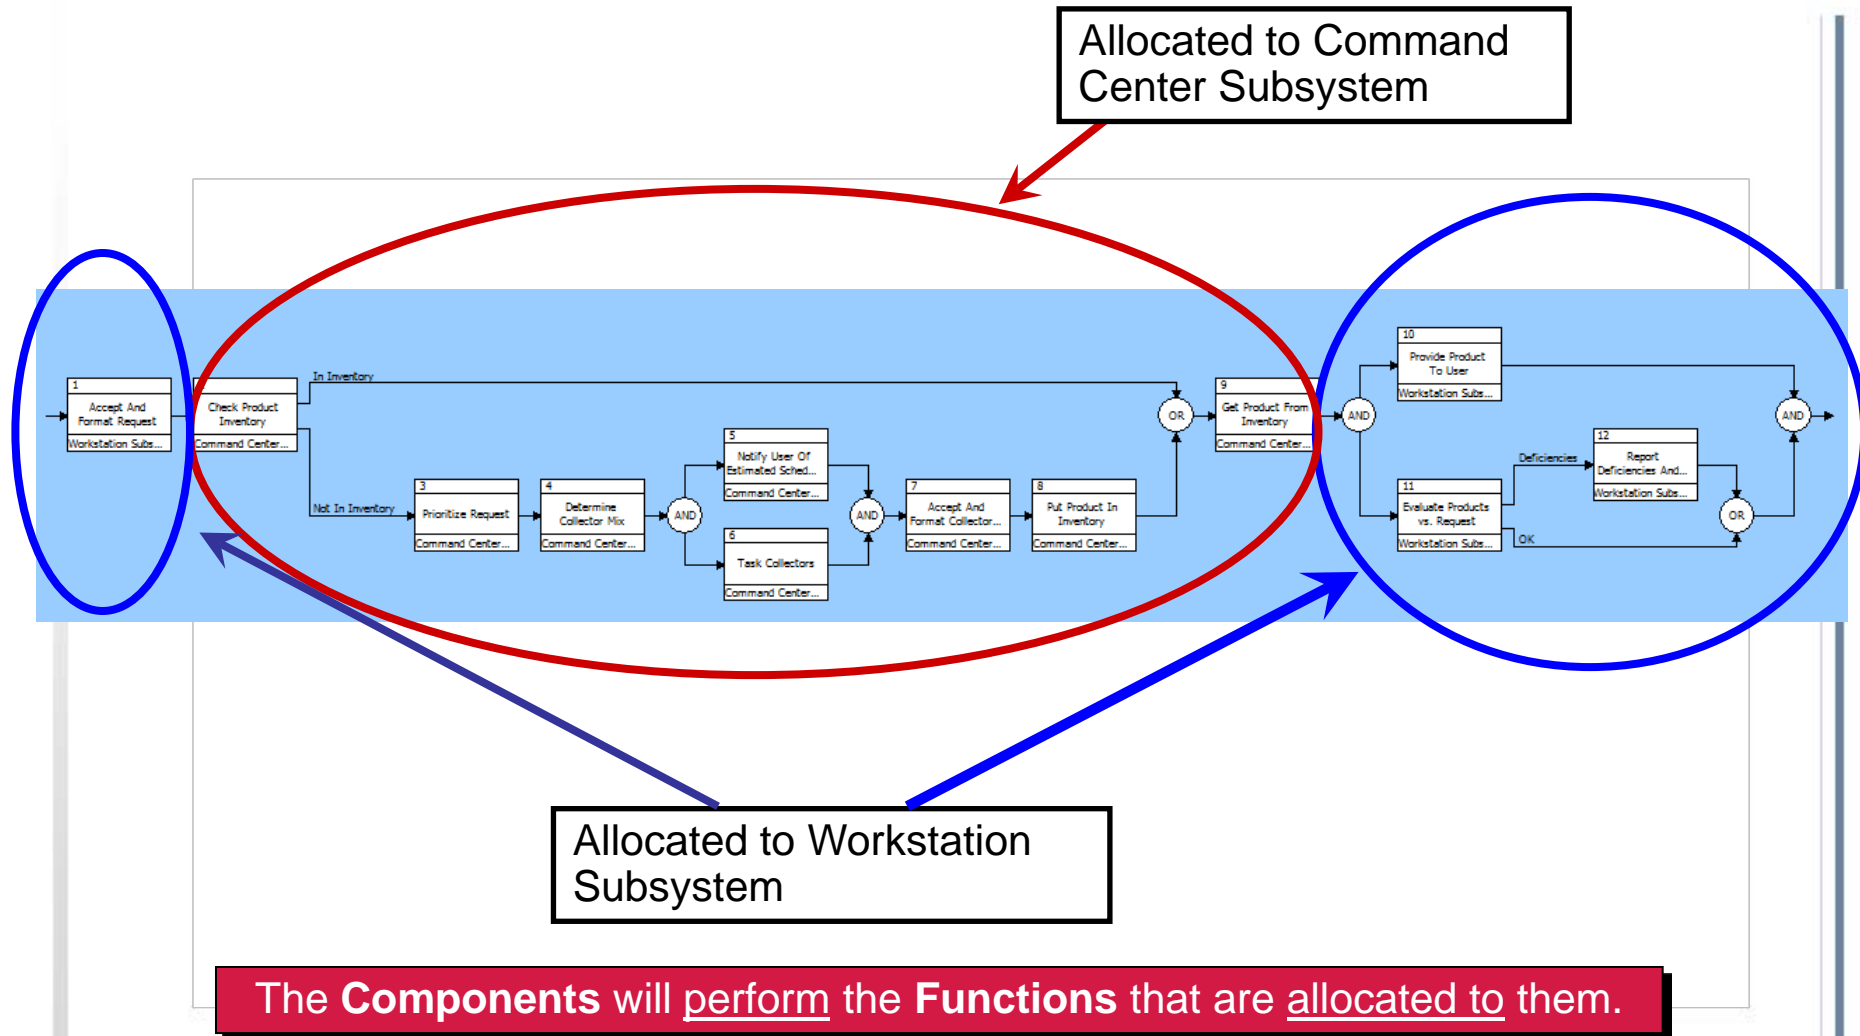 Allocated to Command
Center Subsystem
1
Accept And
Format Request
Workstation Subs...
Check Product
Inventory
Command Center...
In Inventory
Not In Inventory
3
Prioritize Request
Command Center...
4
Determine
Collector Mix
Command Center...
AND
5
Notify User Of
Estimated Sched...
Command Center...
6
Task Collectors
Command Center...
AND
7
Accept And
Format Collector...
Command Center...
8
Put Product In
Inventory
Command Center...
OR
9
Get Product From
Inventory
Command Center...
AND
10
Provide Product
To User
Workstation Subs...
11
Evaluate Products
vs. Request
Workstation Subs...
Deficiencies
OK
12
Report
Deficiencies And...
Workstation Subs...
OR
AND
Allocated to Workstation
Subsystem
The Components will perform the Functions that are allocated to them.